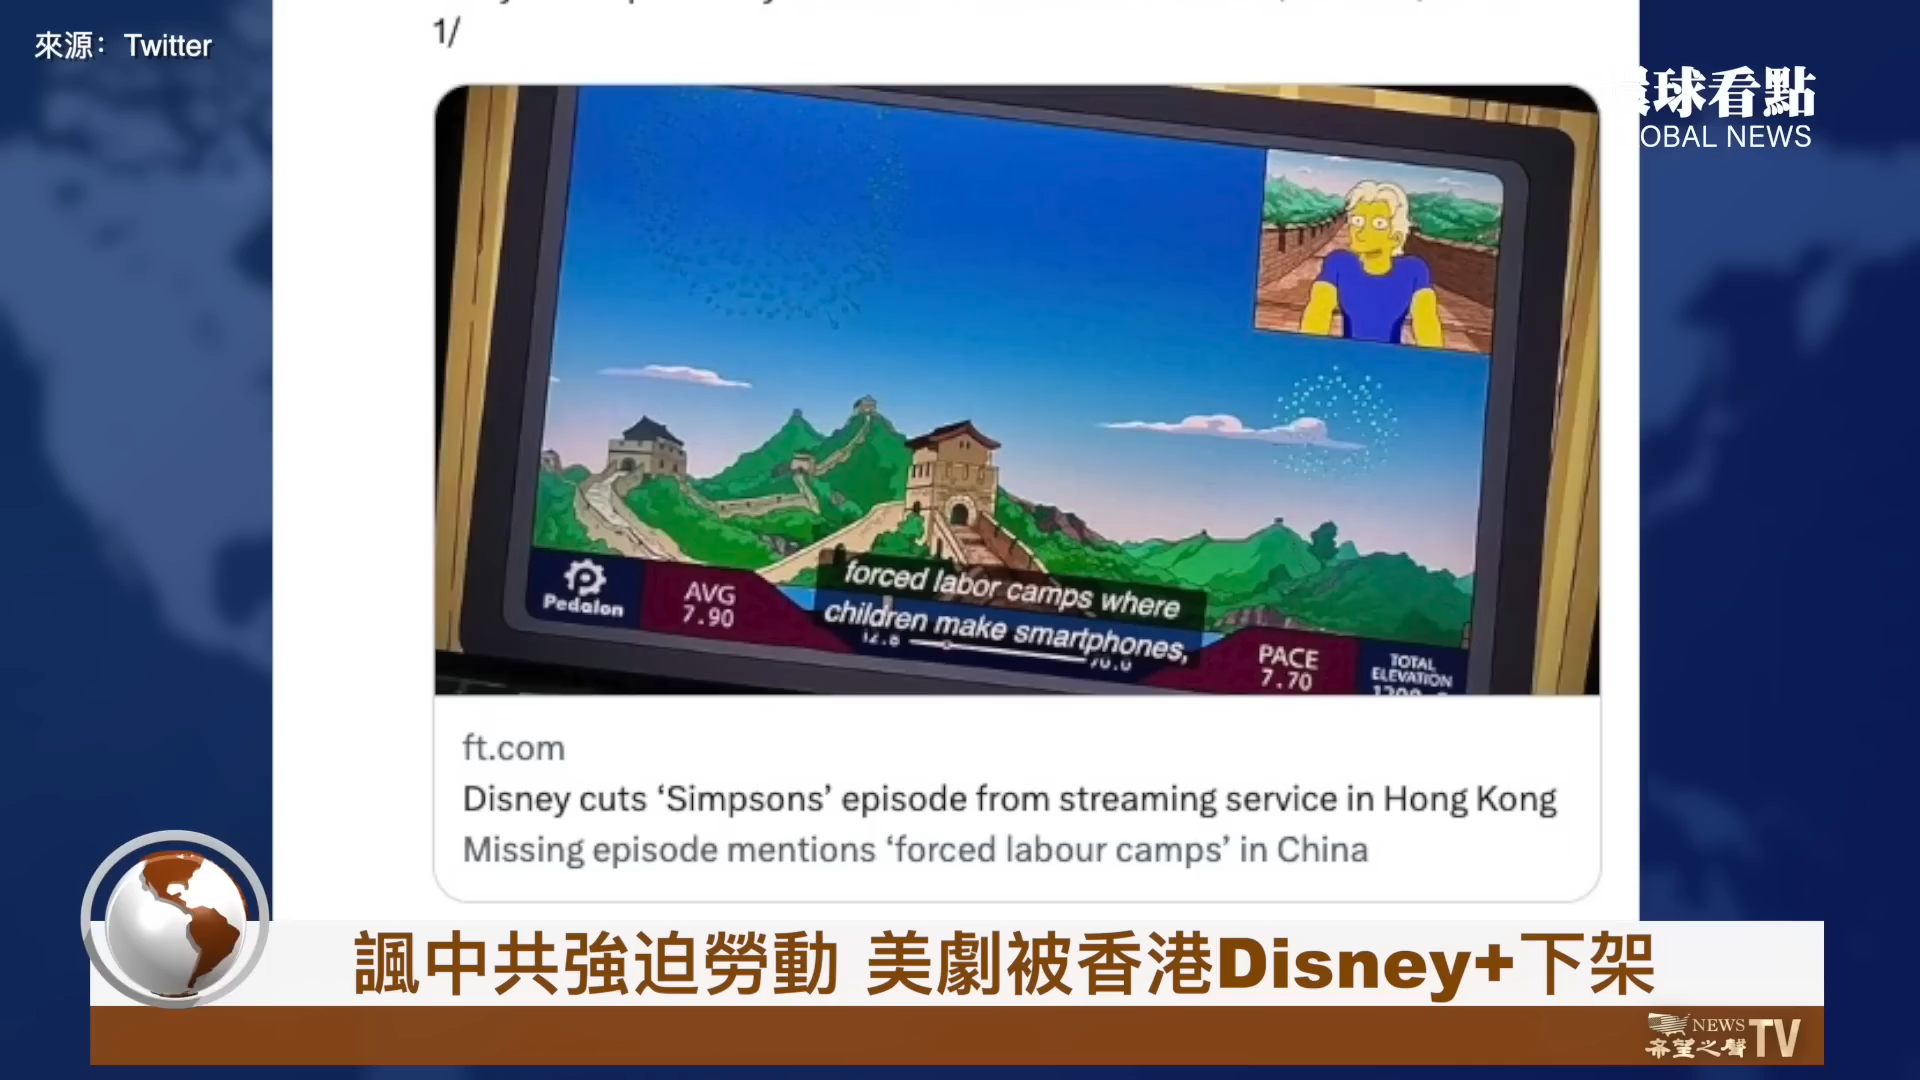 來源：Twitter
1/
球看點
OBAL NEWS
Pedalon
AVG
7.90
forced labor camps where
children make smartphones,
PACE
7.70
TOTAL
ELEVATION
ft.com
Disney cuts ‘Simpsons’ episode from streaming service in Hong Kong
Missing episode mentions ‘forced labour camps’ in China
諷中共強迫勞動 美劇被香港Disney+下架
NEWS
希望之聲TV